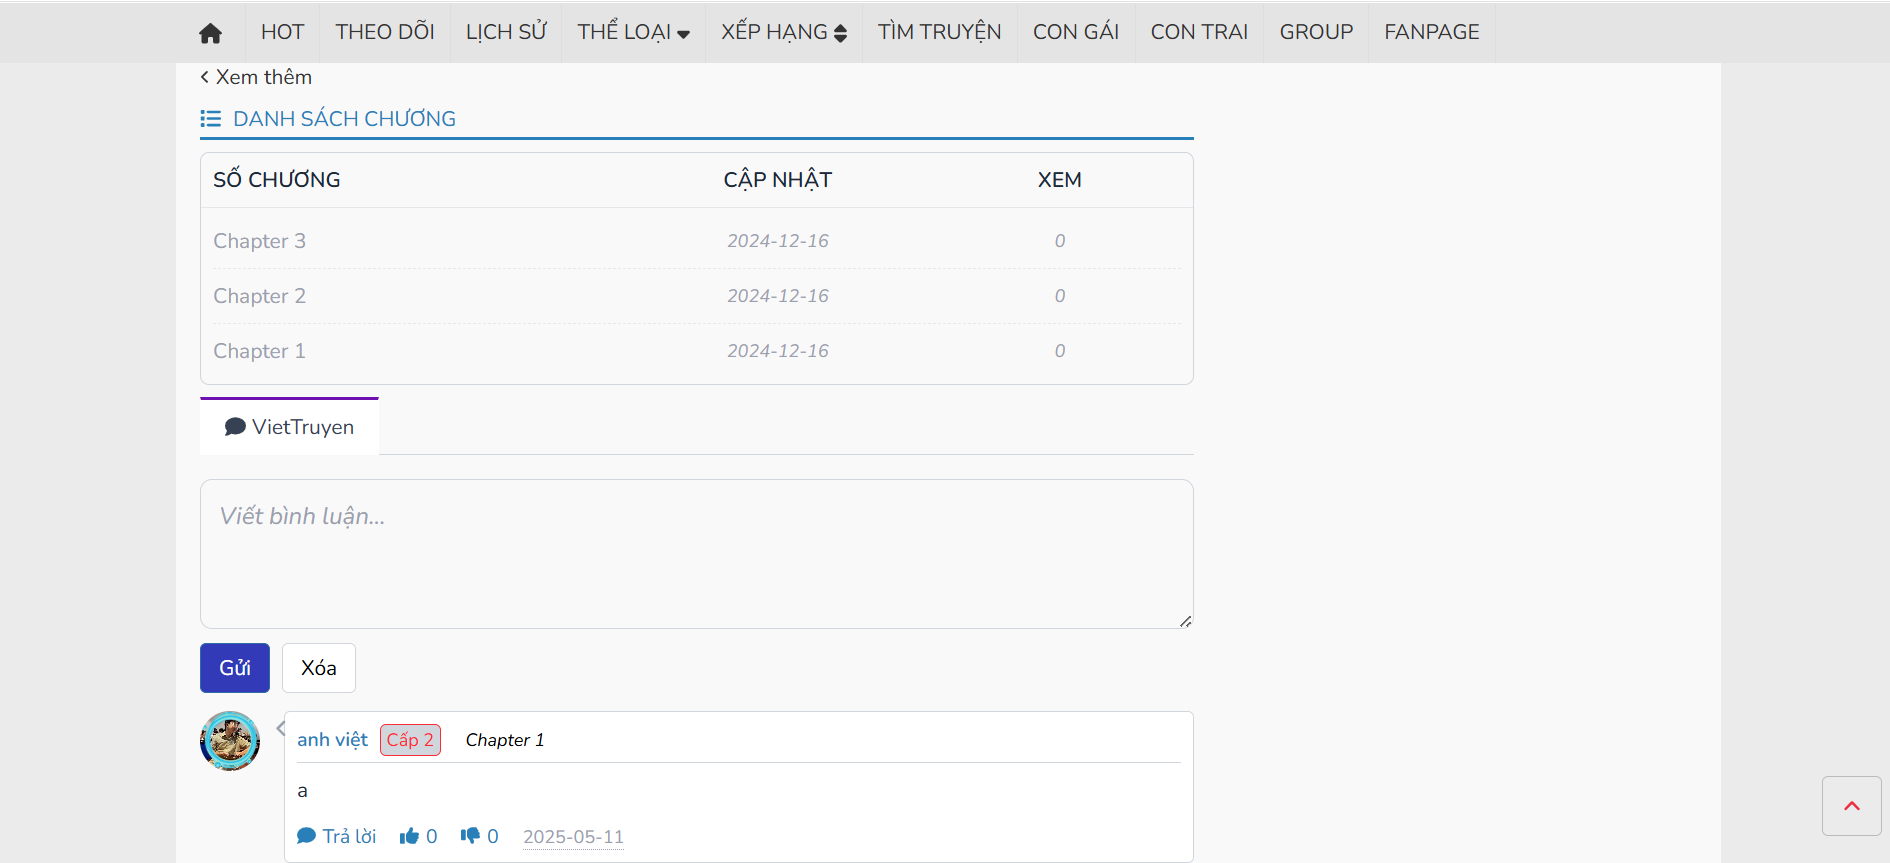 HOT THEO DÕI LỊCH SỬ THỂ LOẠI XẾP HẠNG TÌM TRUYỆN CON GÁI CON TRAI GROUP FANPAGE
Xem thêm
DANH SÁCH CHƯƠNG
SỐ CHƯƠNG CẬP NHẬT XEM
Chapter 3 2024-12-16 0
Chapter 2 2024-12-16 0
Chapter 1 2024-12-16 0
VietTruyen
Viết bình luận...
Gửi Xóa
anh việt Cấp 2 Chapter 1
a
Trả lời 0 0 2025-05-11